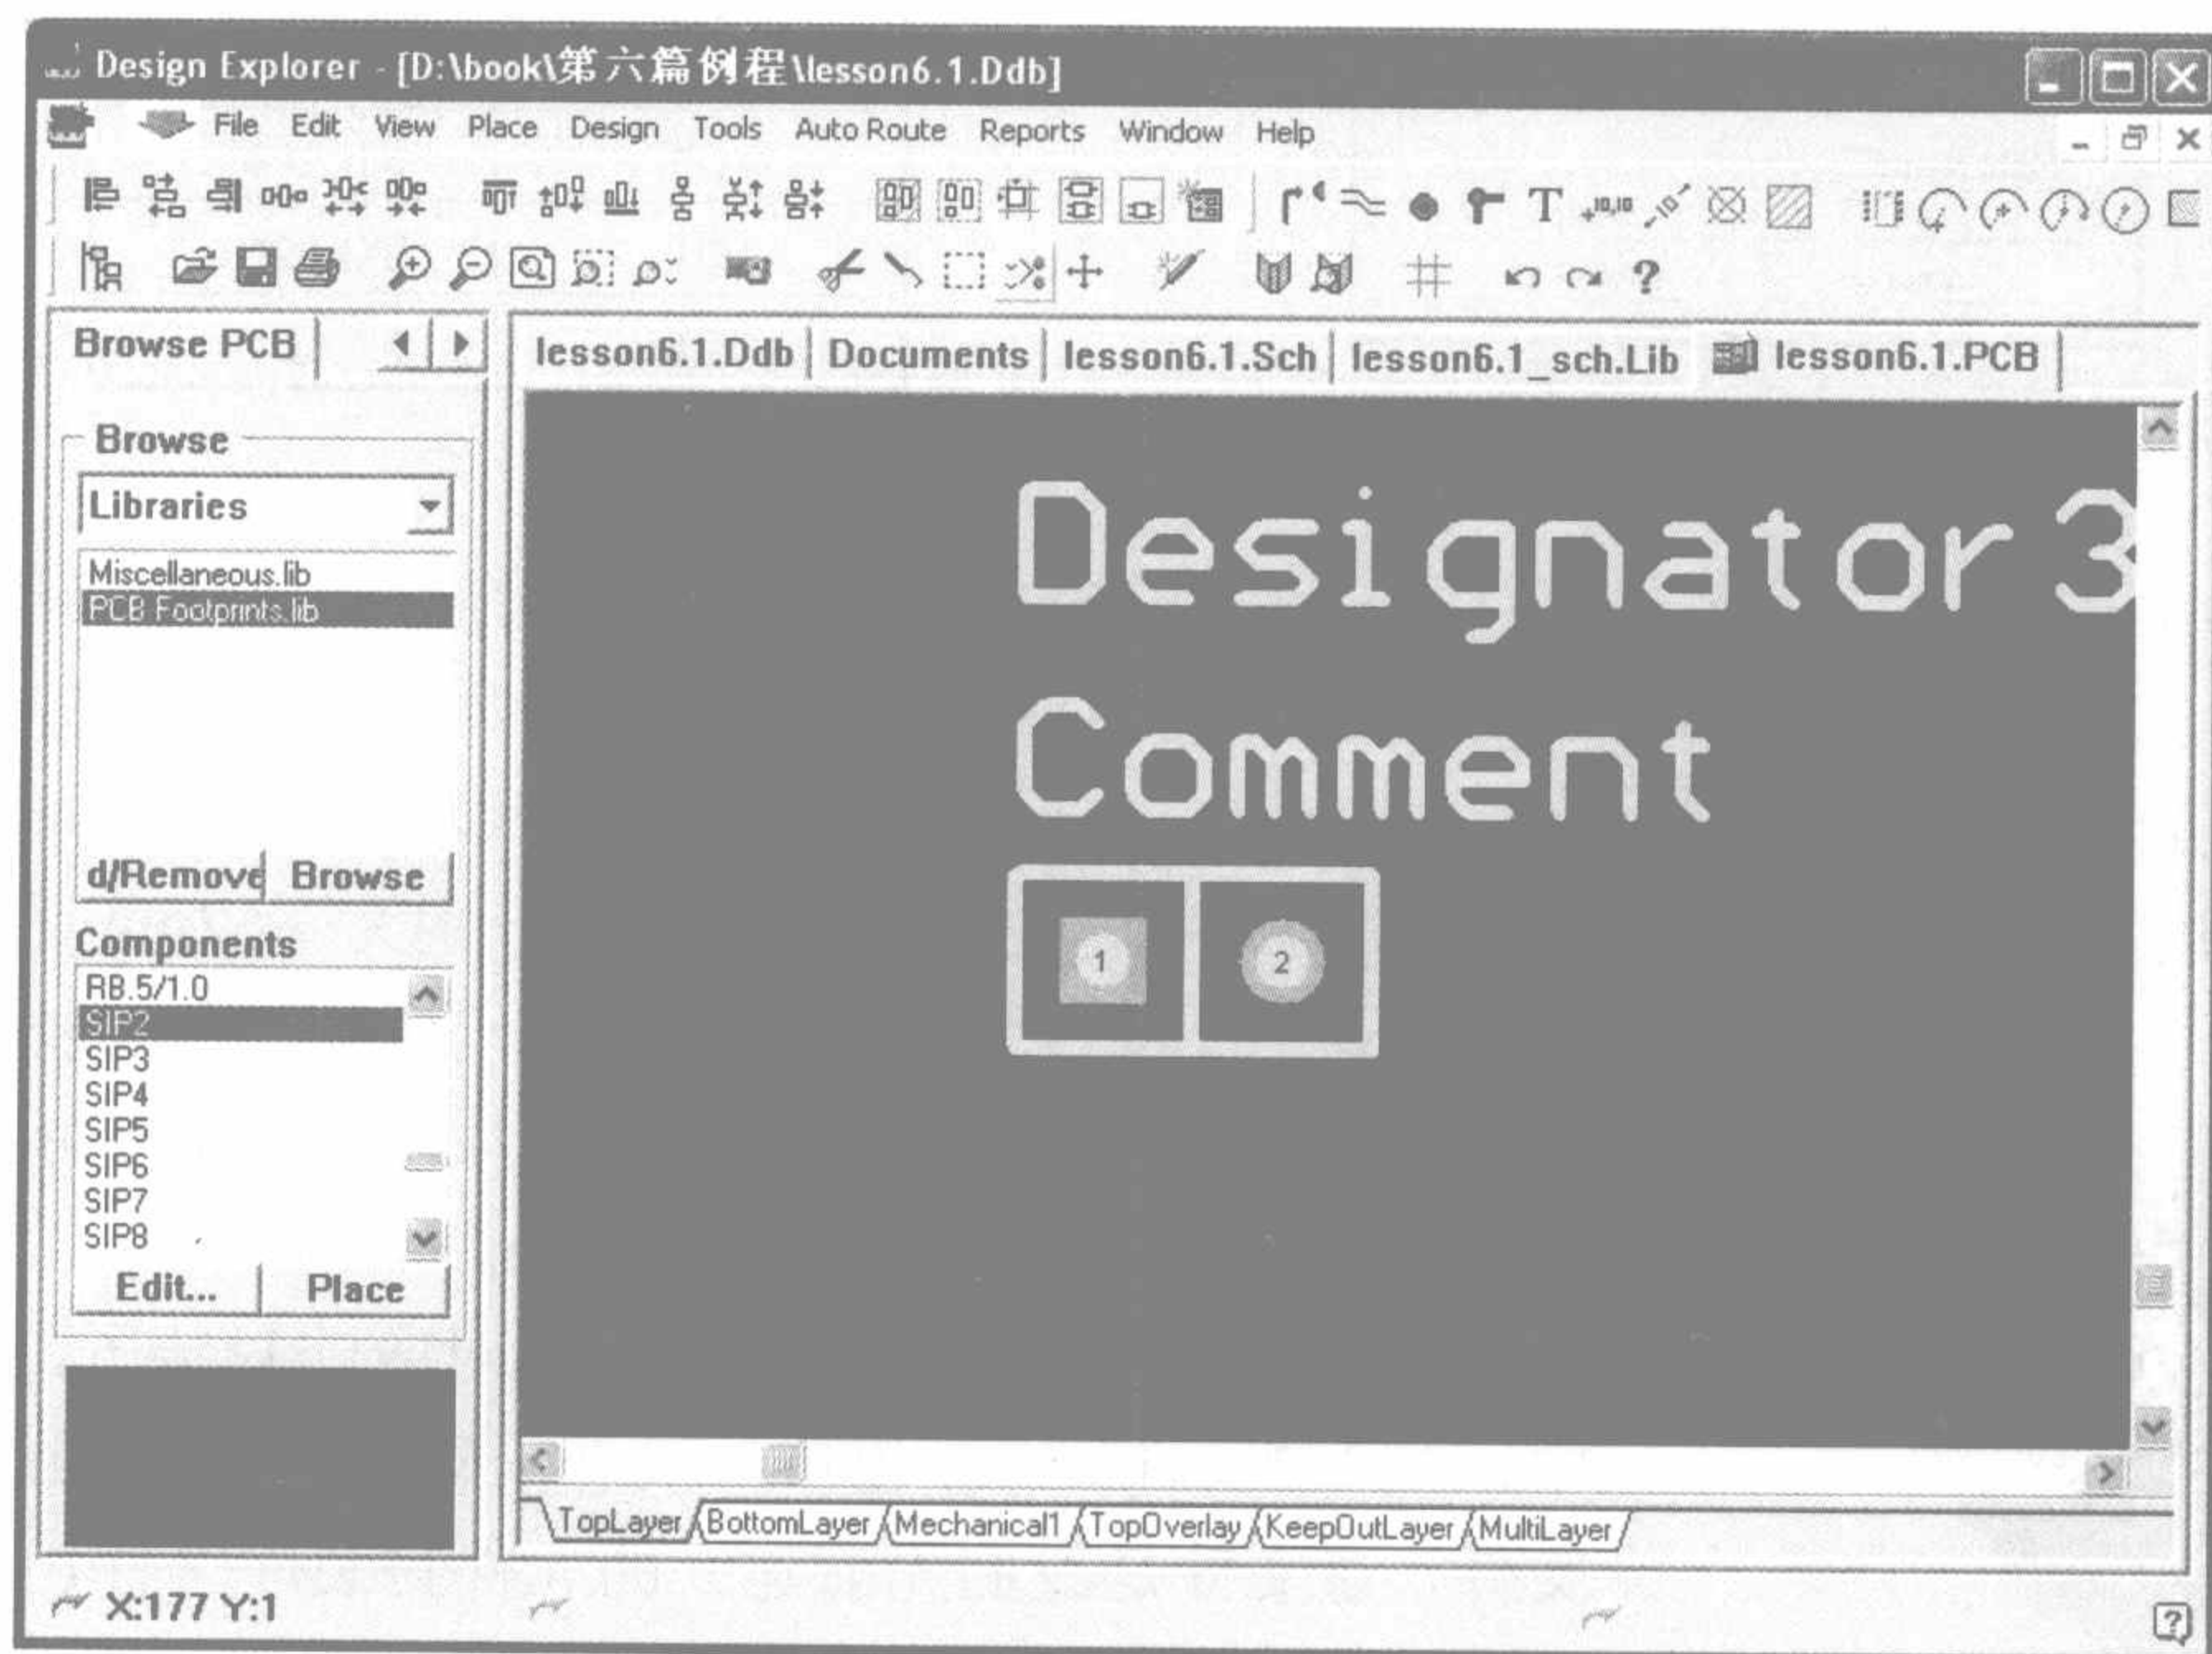 Design Explorer - [D:\book\第六篇例程\lesson6.1.Ddb]
File Edit View Place Design Tools Auto Route Reports Window Help
Browse PCB
lesson6.1.Ddb Documents lesson6.1.Sch lesson6.1_sch.Lib lesson6.1.PCB
Browse
Libraries
Miscellaneous.lib
PCB Footprints.lib
d/Remove Browse
Components
RB.5/1.0
SIP2
SIP3
SIP4
SIP5
SIP6
SIP7
SIP8
Edit... Place
Designator3
Comment
1 2
TopLayer BottomLayer Mechanical1 TopOverlay KeepOutLayer MultiLayer
X:177 Y:1